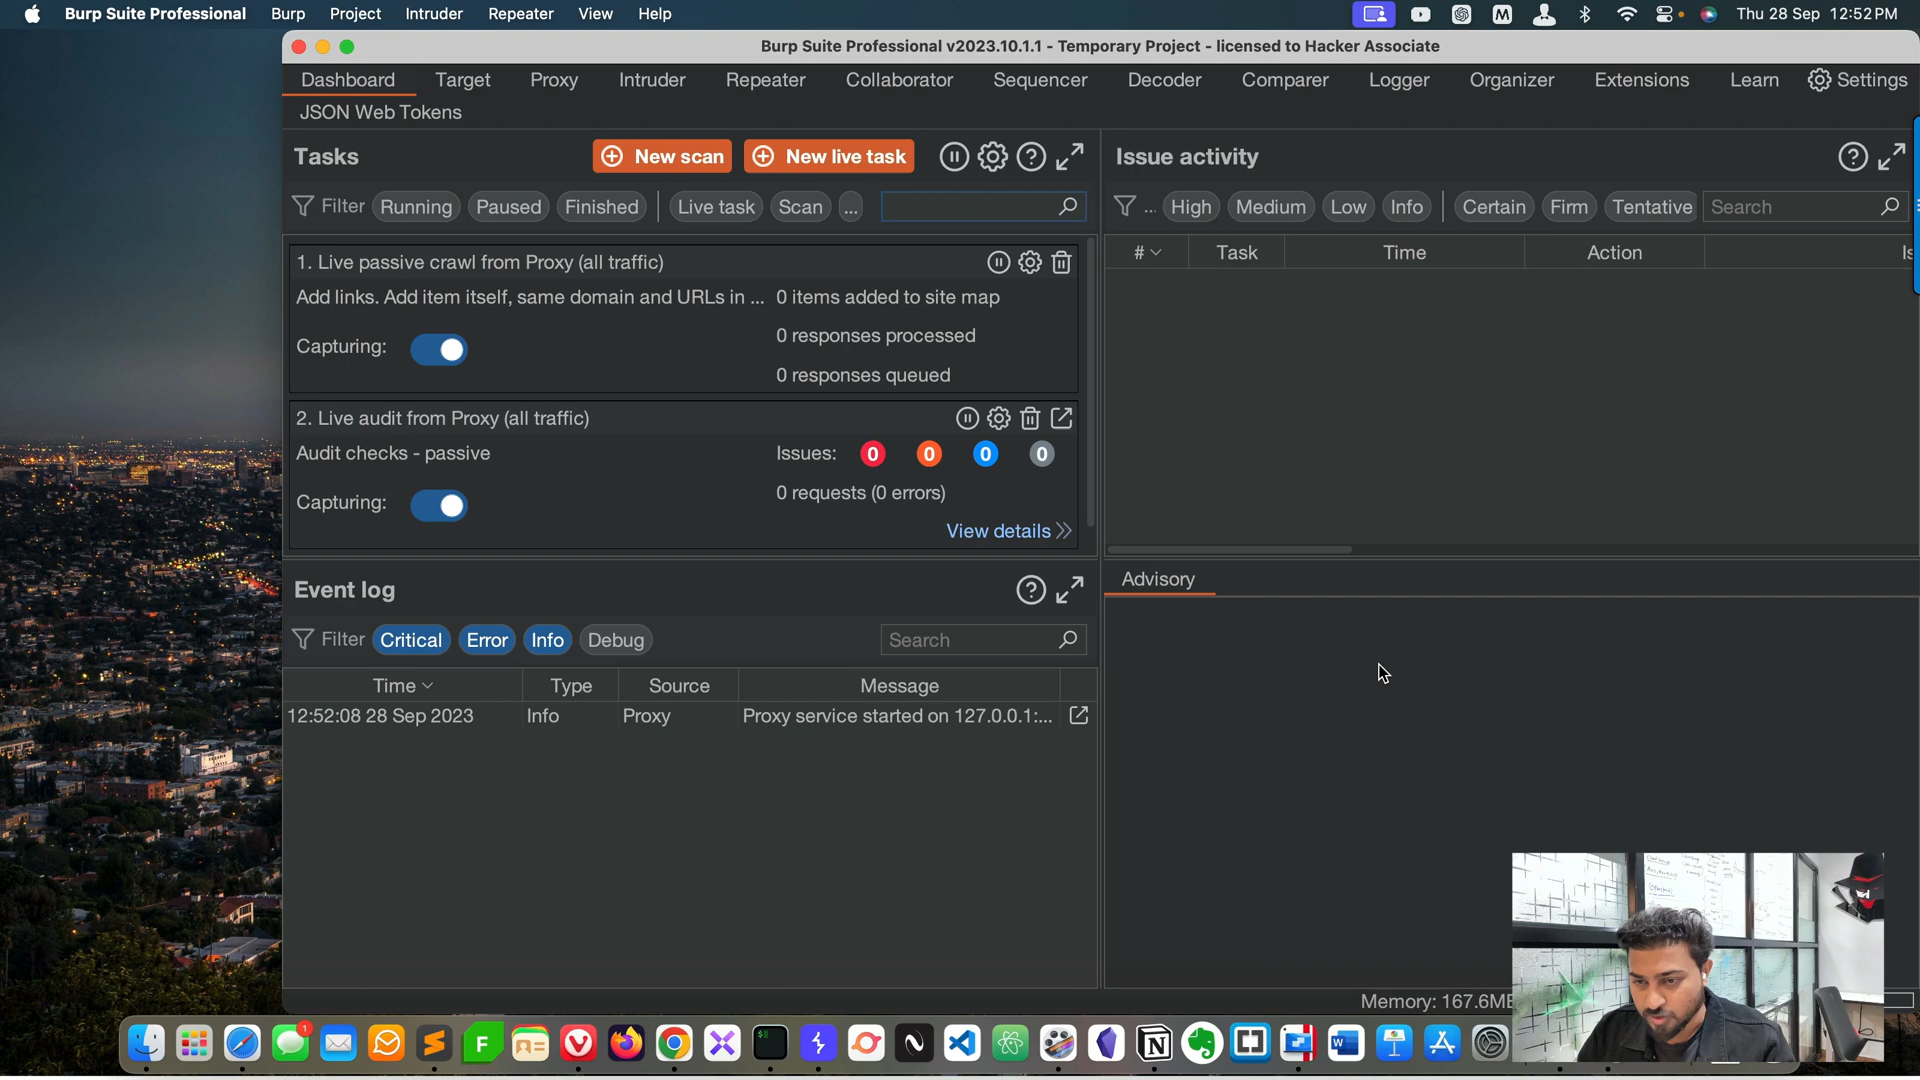 Burp Suite Professional Burp Project Intruder Repeater View Help Thu 28 Sep 12:52 PM
Burp Suite Professional v2023.10.1.1 - Temporary Project - licensed to Hacker Associate
Dashboard Target Proxy Intruder Repeater Collaborator Sequencer Decoder Comparer Logger Organizer Extensions Learn Settings
JSON Web Tokens
Tasks New scan New live task
Filter Running Paused Finished Live task Scan ...
1. Live passive crawl from Proxy (all traffic)
Add links. Add item itself, same domain and URLs in ... 0 items added to site map
0 responses processed
Capturing:
0 responses queued
2. Live audit from Proxy (all traffic)
Audit checks - passive Issues: 0 0 0 0
0 requests (0 errors)
Capturing:
View details
Issue activity
... High Medium Low Info Certain Firm Tentative Search
# Task Time Action Is
Event log
Filter Critical Error Info Debug Search
Time Type Source Message
12:52:08 28 Sep 2023 Info Proxy Proxy service started on 127.0.0.1:...
Advisory
Memory: 167.6ME
1